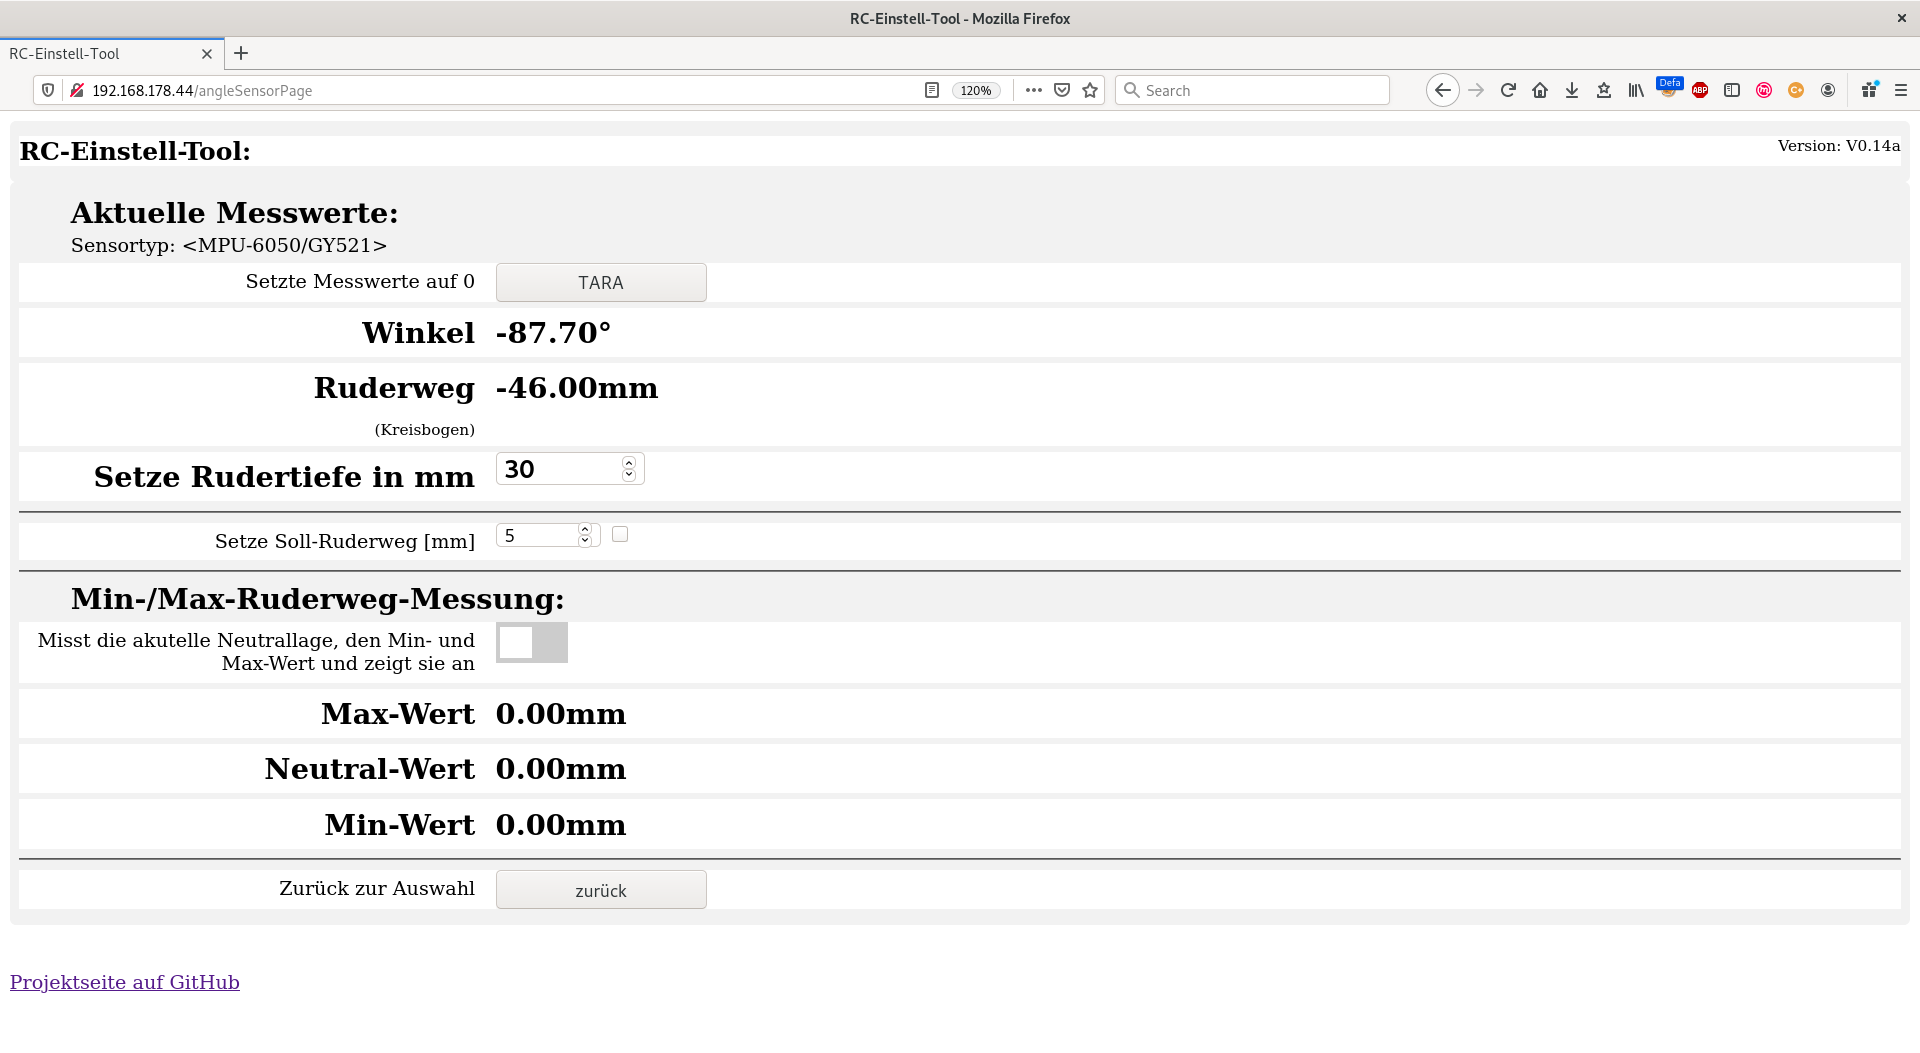 RC-Einstell-Tool - Mozilla Firefox
RC-Einstell-Tool
192.168.178.44/angleSensorPage
120%
Search
Defa
ABP
RC-Einstell-Tool:
Version: V0.14a
Aktuelle Messwerte:
Sensortyp: <MPU-6050/GY521>
Setzte Messwerte auf 0 TARA
Winkel -87.70°
Ruderweg -46.00mm
(Kreisbogen)
Setze Rudertiefe in mm 30
Setze Soll-Ruderweg [mm] 5
Min-/Max-Ruderweg-Messung:
Misst die akutelle Neutrallage, den Min- und
Max-Wert und zeigt sie an
Max-Wert 0.00mm
Neutral-Wert 0.00mm
Min-Wert 0.00mm
Zurück zur Auswahl zurück
Projektseite auf GitHub